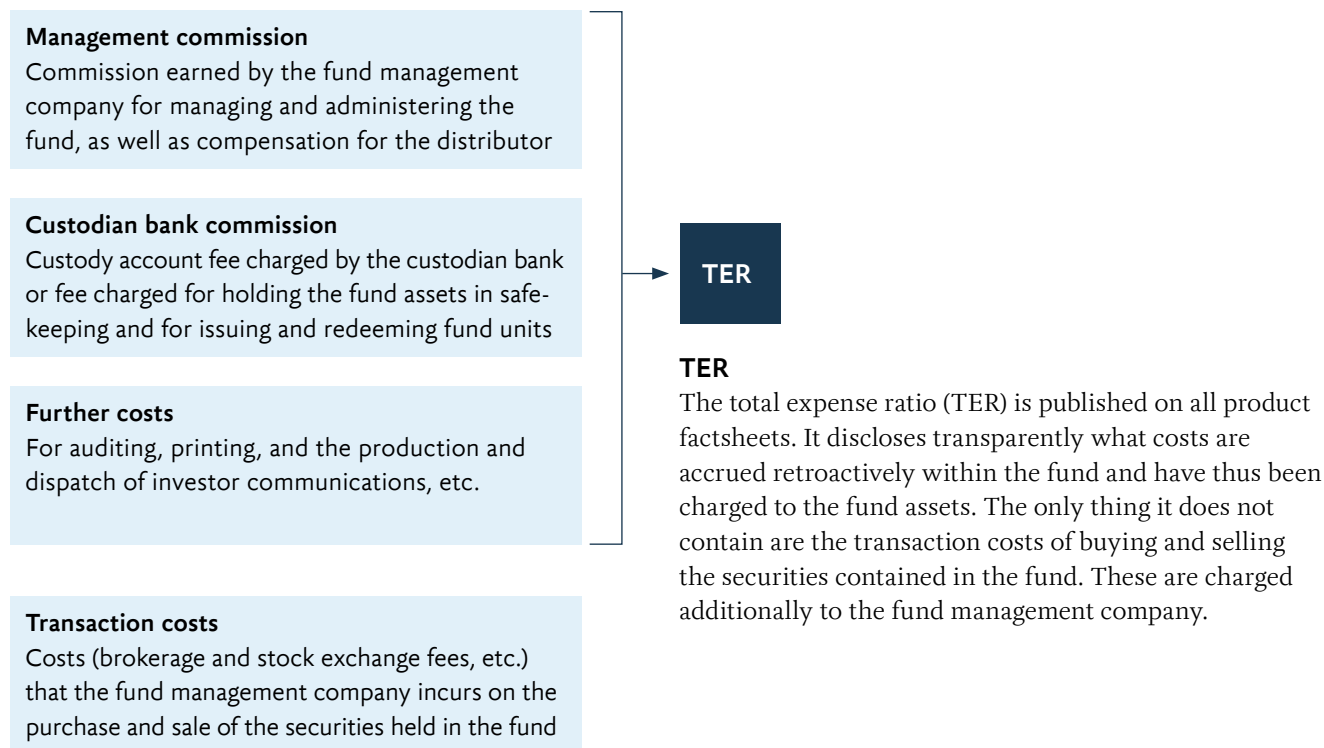 Management commission
Commission earned by the fund management
company for managing and administering the
fund, as well as compensation for the distributor
Custodian bank commission
Custody account fee charged by the custodian bank
or fee charged for holding the fund assets in safe-
keeping and for issuing and redeeming fund units
Further costs
For auditing, printing, and the production and
dispatch of investor communications, etc.
Transaction costs
Costs (brokerage and stock exchange fees, etc.)
that the fund management company incurs on the
purchase and sale of the securities held in the fund
TER
TER
The total expense ratio (TER) is published on all product
factsheets. It discloses transparently what costs are
accrued retroactively within the fund and have thus been
charged to the fund assets. The only thing it does not
contain are the transaction costs of buying and selling
the securities contained in the fund. These are charged
additionally to the fund management company.